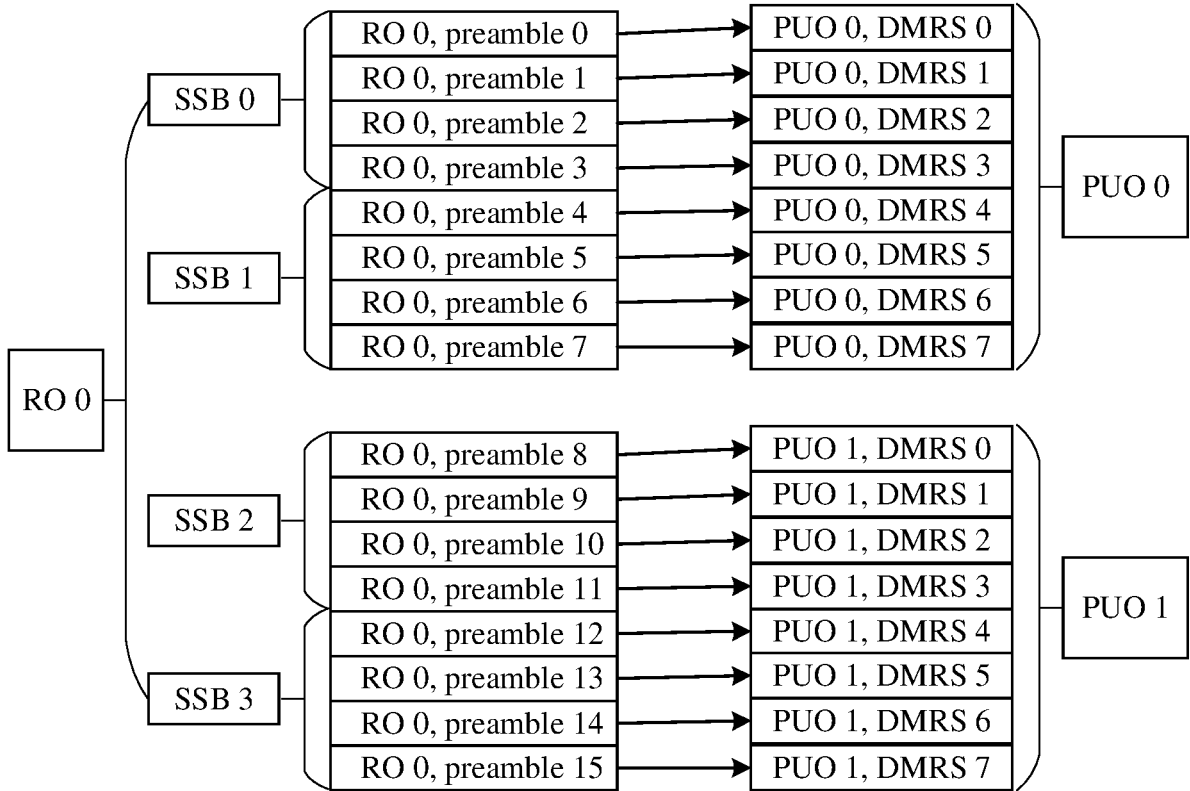 RO 0
SSB 0
SSB 1
SSB 2
SSB 3
RO 0, preamble 0
RO 0, preamble 1
RO 0, preamble 2
RO 0, preamble 3
RO 0, preamble 4
RO 0, preamble 5
RO 0, preamble 6
RO 0, preamble 7
RO 0, preamble 8
RO 0, preamble 9
RO 0, preamble 10
RO 0, preamble 11
RO 0, preamble 12
RO 0, preamble 13
RO 0, preamble 14
RO 0, preamble 15
PUO 0, DMRS 0
PUO 0, DMRS 1
PUO 0, DMRS 2
PUO 0, DMRS 3
PUO 0, DMRS 4
PUO 0, DMRS 5
PUO 0, DMRS 6
PUO 0, DMRS 7
PUO 1, DMRS 0
PUO 1, DMRS 1
PUO 1, DMRS 2
PUO 1, DMRS 3
PUO 1, DMRS 4
PUO 1, DMRS 5
PUO 1, DMRS 6
PUO 1, DMRS 7
PUO 0
PUO 1